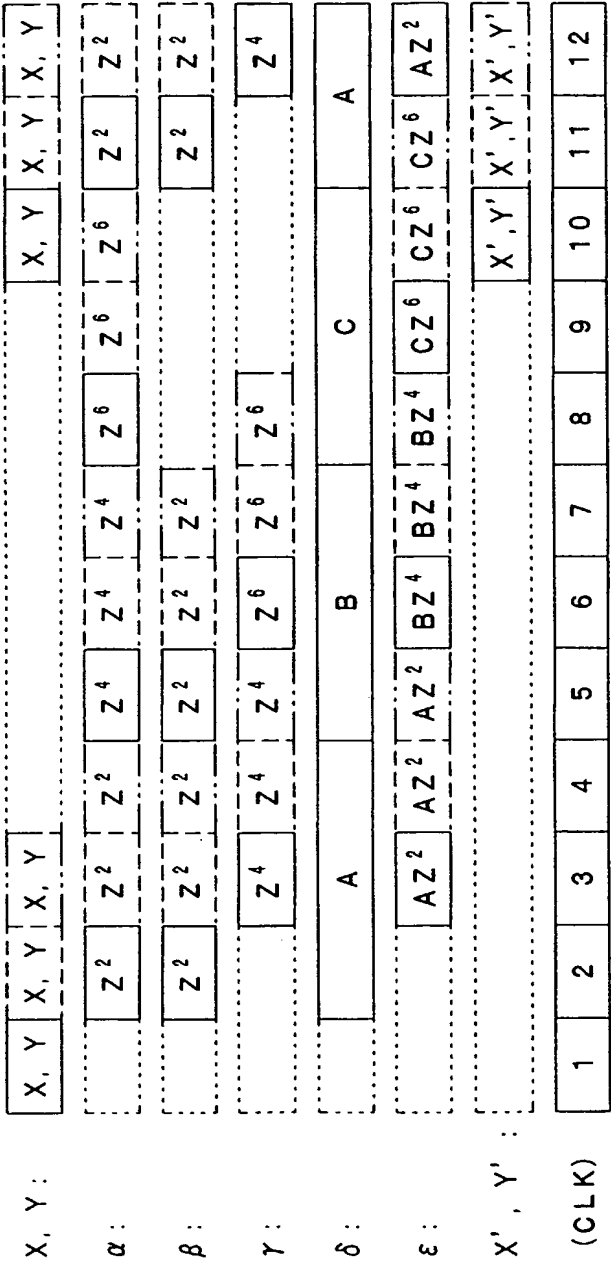 X, Y : X, Y X, Y X, Y X, Y X, Y X, Y
α : Z² Z² Z² Z⁴ Z⁴ Z⁴ Z⁶ Z⁶ Z⁶ Z² Z²
β : Z² Z² Z² Z² Z² Z² Z² Z²
γ : Z⁴ Z⁴ Z⁴ Z⁶ Z⁶ Z⁶ Z⁴
δ : A B C A
ε : AZ² AZ² AZ² BZ⁴ BZ⁴ BZ⁴ CZ⁶ CZ⁶ CZ⁶ AZ²
X', Y' : X', Y' X', Y' X', Y'
(CLK) 1 2 3 4 5 6 7 8 9 10 11 12